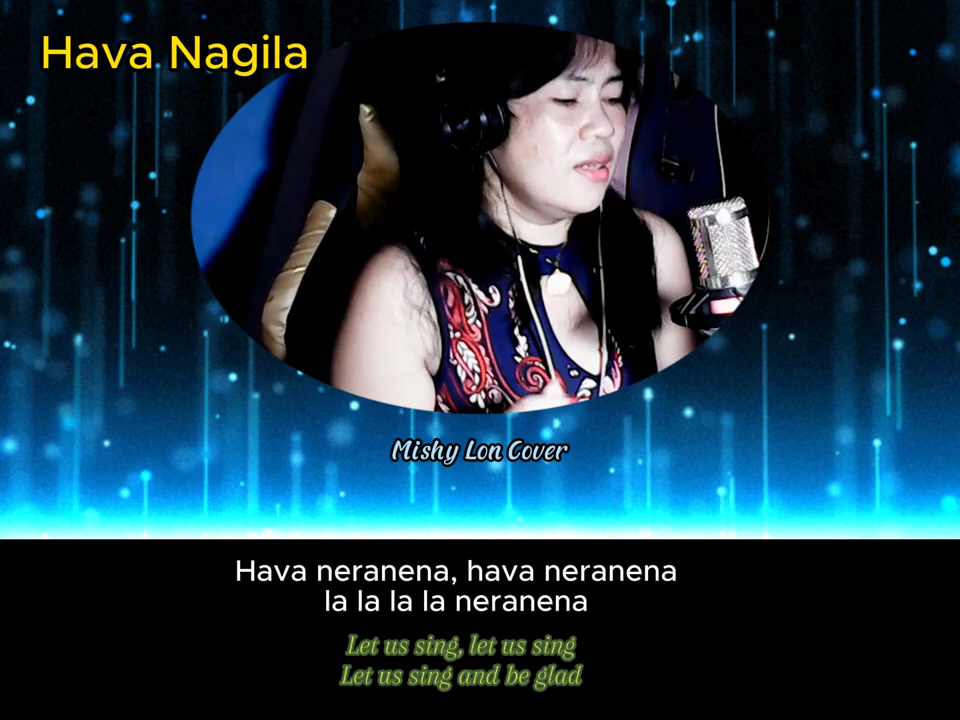 Hava Nagila
Mishy Lon Cover
Hava neranena, hava neranena
la la la la neranena
Let us sing, let us sing
Let us sing and be glad